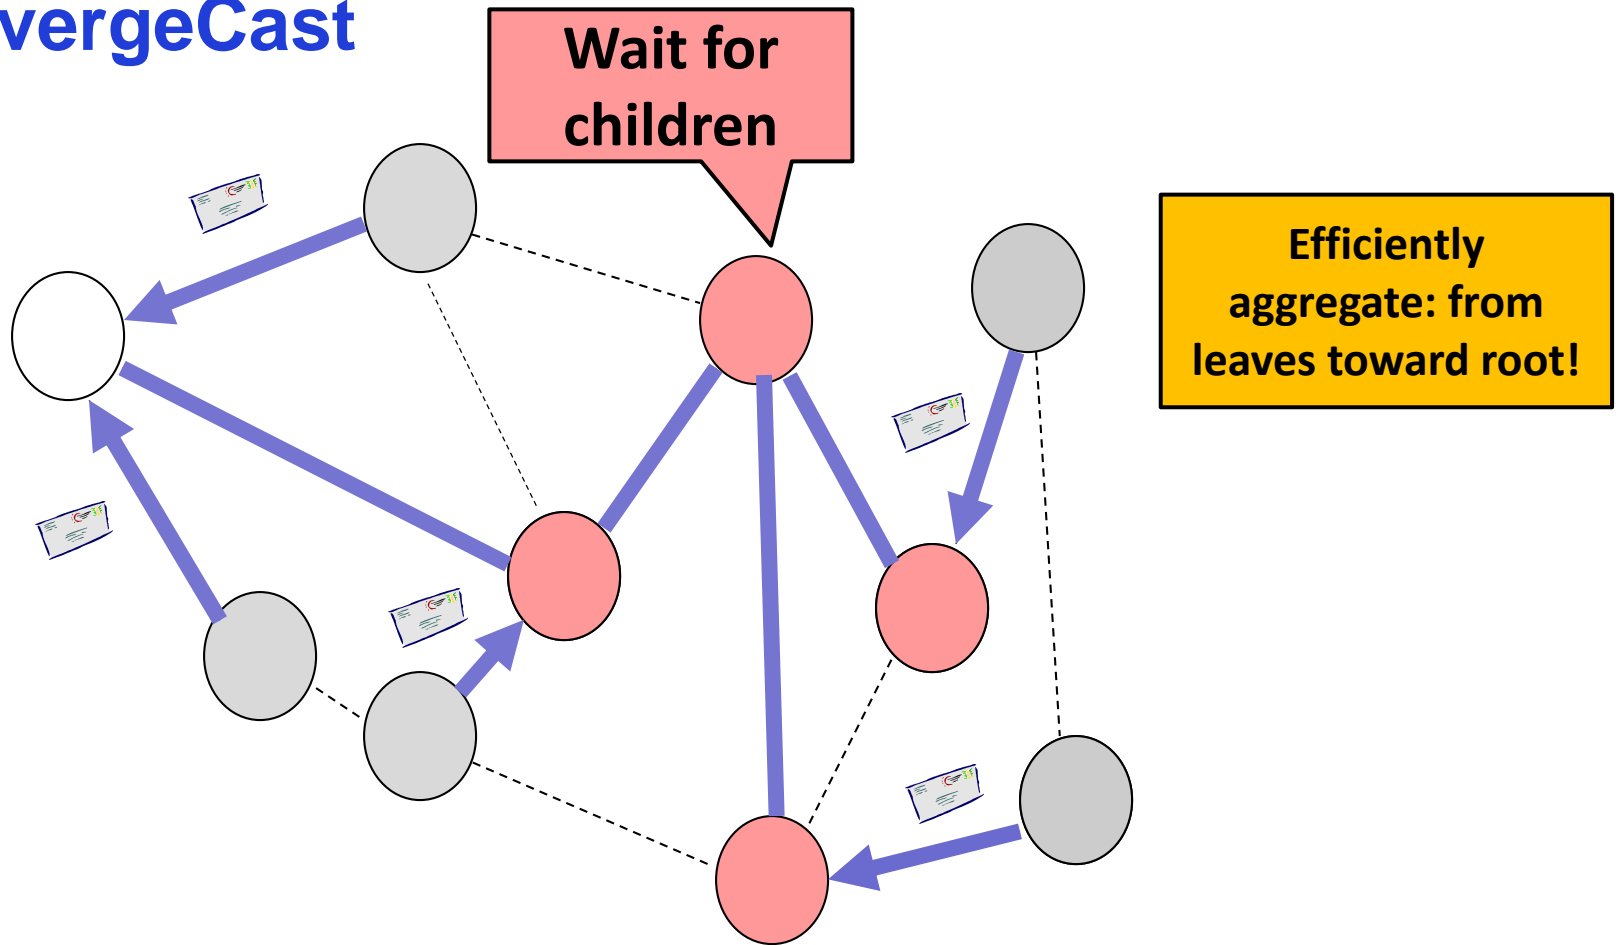 vergeCast
Wait for
children
Efficiently
aggregate: from
leaves toward root!